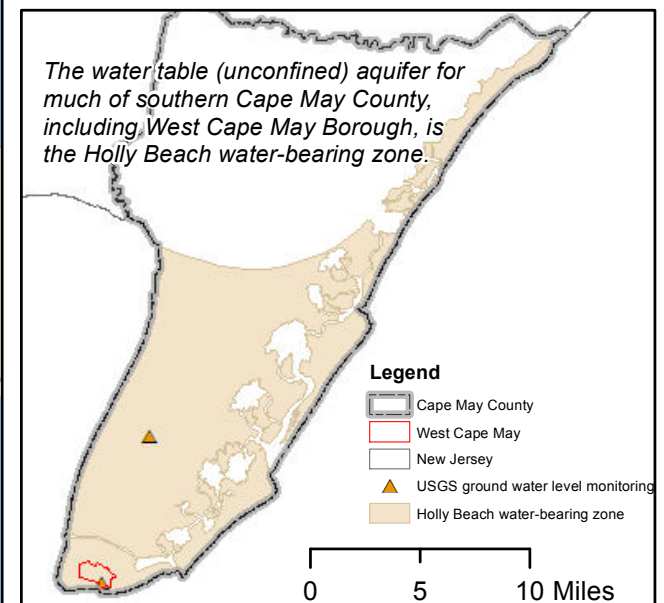 The water table (unconfined) aquifer for
much of southern Cape May County,
including West Cape May Borough, is
the Holly Beach water-bearing zone.
Legend
Cape May County
West Cape May
New Jersey
USGS ground water level monitoring
Holly Beach water-bearing zone
0 5 10 Miles